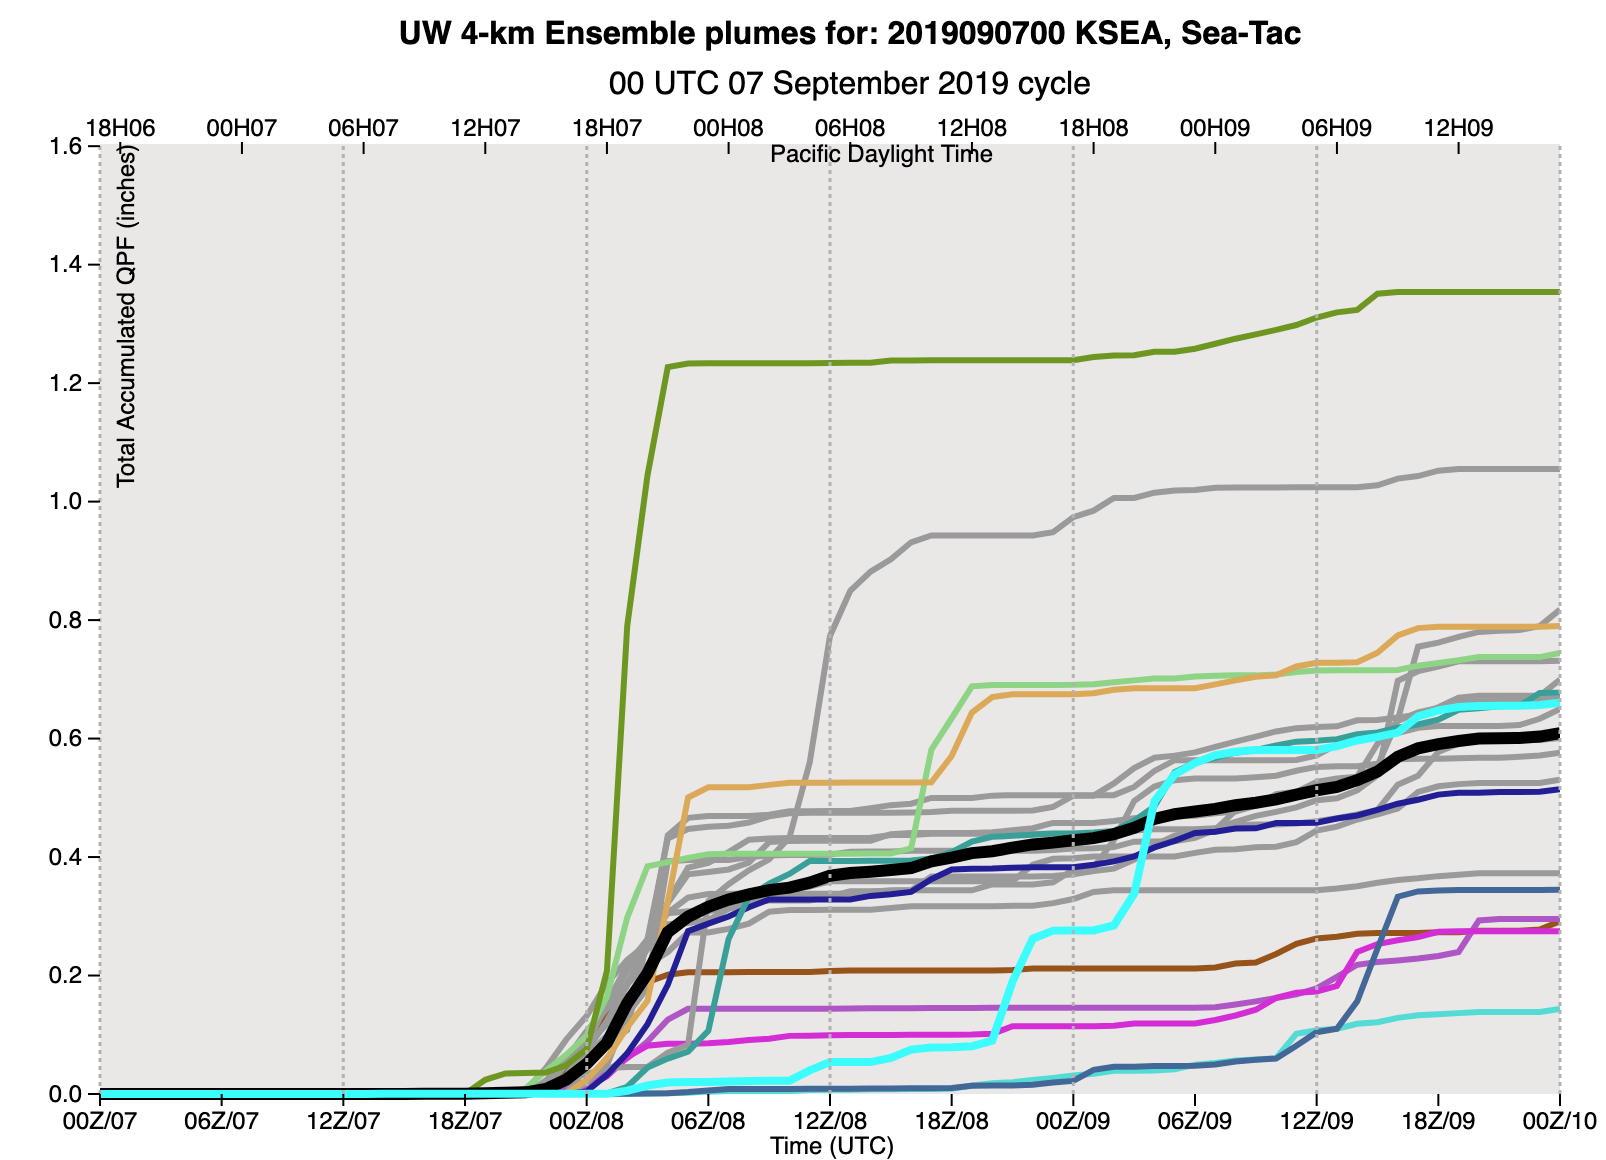 UW 4-km Ensemble plumes for: 2019090700 KSEA, Sea-Tac
00 UTC 07 September 2019 cycle
18H06 00H07 06H07 12H07 18H07 00H08 06H08 12H08 18H08 00H09 06H09 12H09
Pacific Daylight Time
Total Accumulated QPF (inches)
1.6
1.4
1.2
1.0
0.8
0.6
0.4
0.2
0.0
00Z/07 06Z/07 12Z/07 18Z/07 00Z/08 06Z/08 12Z/08 18Z/08 00Z/09 06Z/09 12Z/09 18Z/09 00Z/10
Time (UTC)